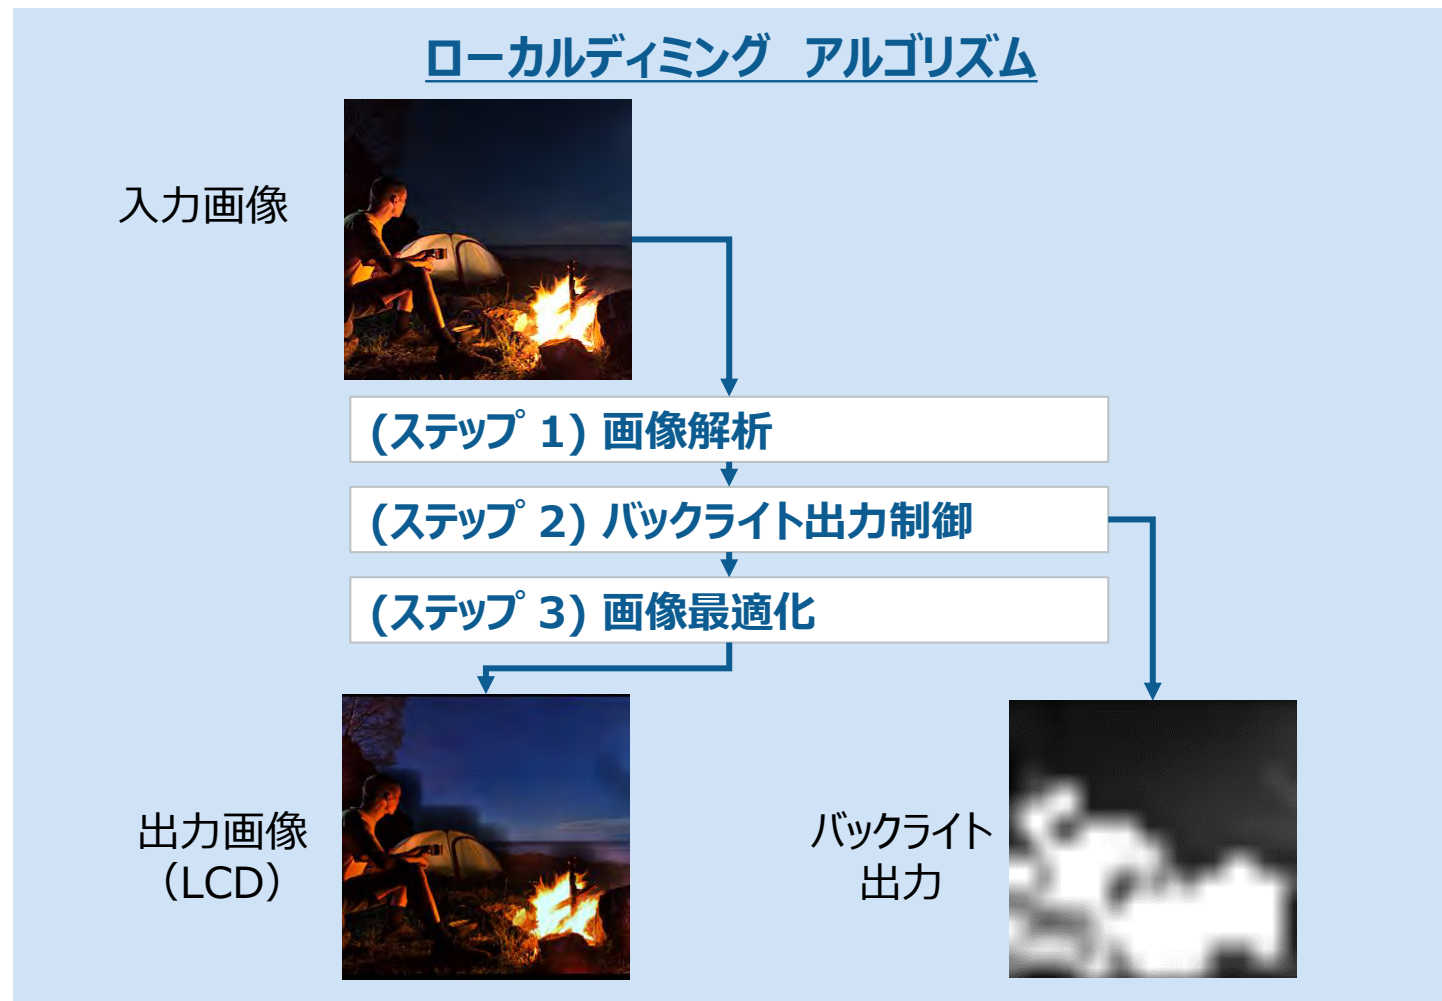 ローカルディミング アルゴリズム
入力画像
(ステップ 1) 画像解析
(ステップ 2) バックライト出力制御
(ステップ 3) 画像最適化
出力画像
（LCD）
バックライト
出力